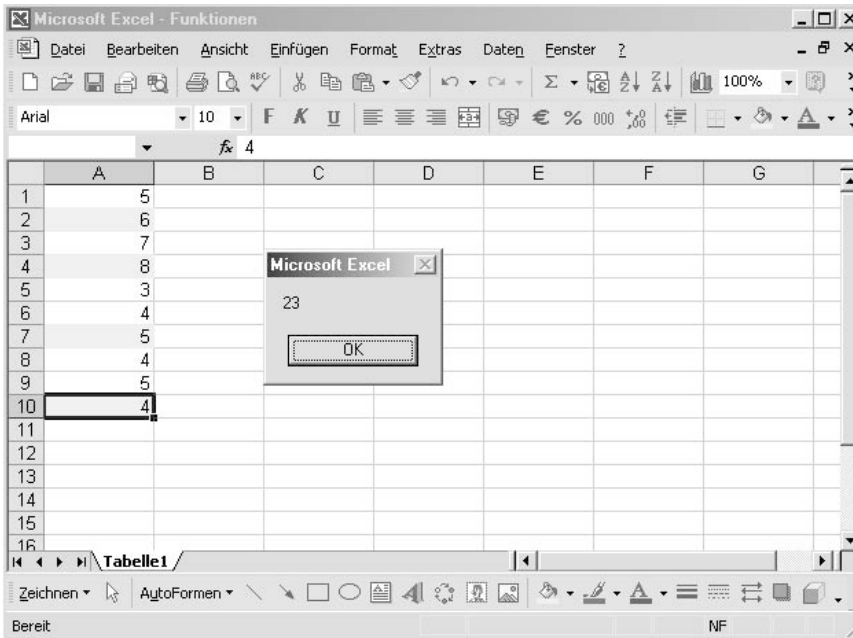 Microsoft Excel - Funktionen
Datei Bearbeiten Ansicht Einfügen Format Extras Daten Fenster ?
ABC Σ A Z Z A 100%
Arial 10 F K U € % 000 A
fx 4
A B C D E F G
1 5
2 6
3 7
4 8
5 3
6 4
7 5
8 4
9 5
10 4
11
12
13
14
15
16
Microsoft Excel
23
OK
Tabelle1
Zeichnen AutoFormen A
Bereit NF